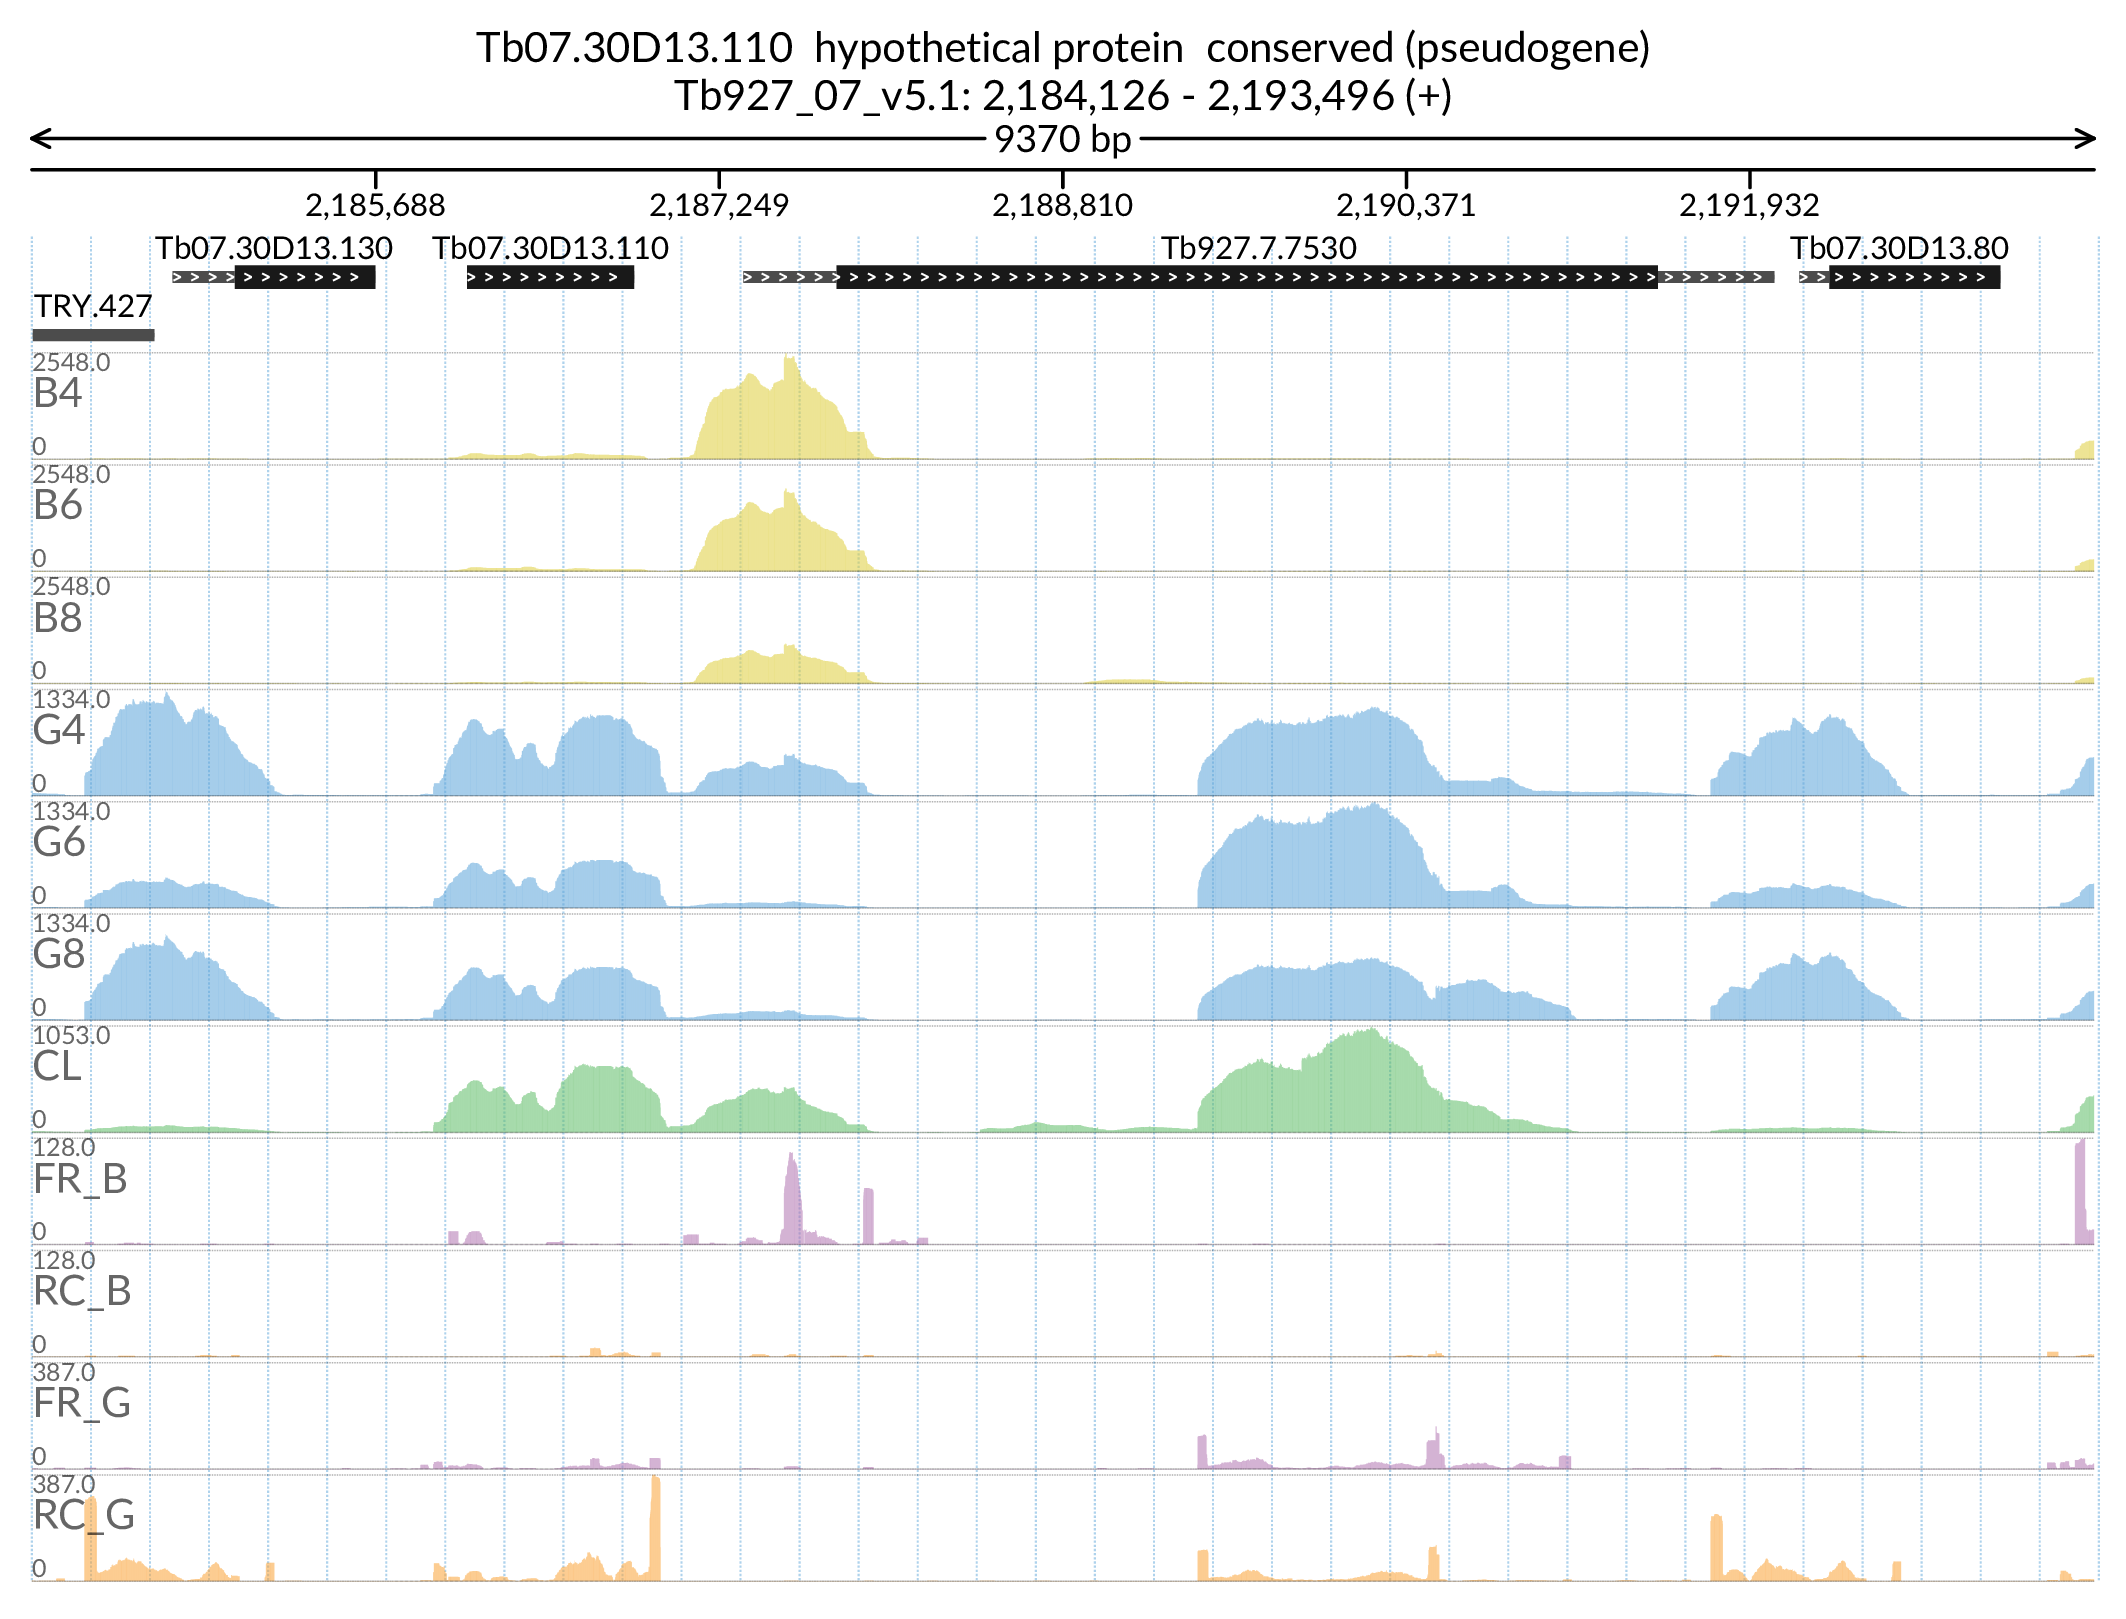 Tb07.30D13.110 hypothetical protein conserved (pseudogene)
Tb927_07_v5.1: 2,184,126 - 2,193,496 (+)
9370 bp
2,185,688 2,187,249 2,188,810 2,190,371 2,191,932
Tb07.30D13.130 Tb07.30D13.110 Tb927.7.7530 Tb07.30D13.80
TRY.427
2548.0
B4
0
2548.0
B6
0
2548.0
B8
0
1334.0
G4
0
1334.0
G6
0
1334.0
G8
0
1053.0
CL
0
128.0
FR_B
0
128.0
RC_B
0
387.0
FR_G
0
387.0
RC_G
0